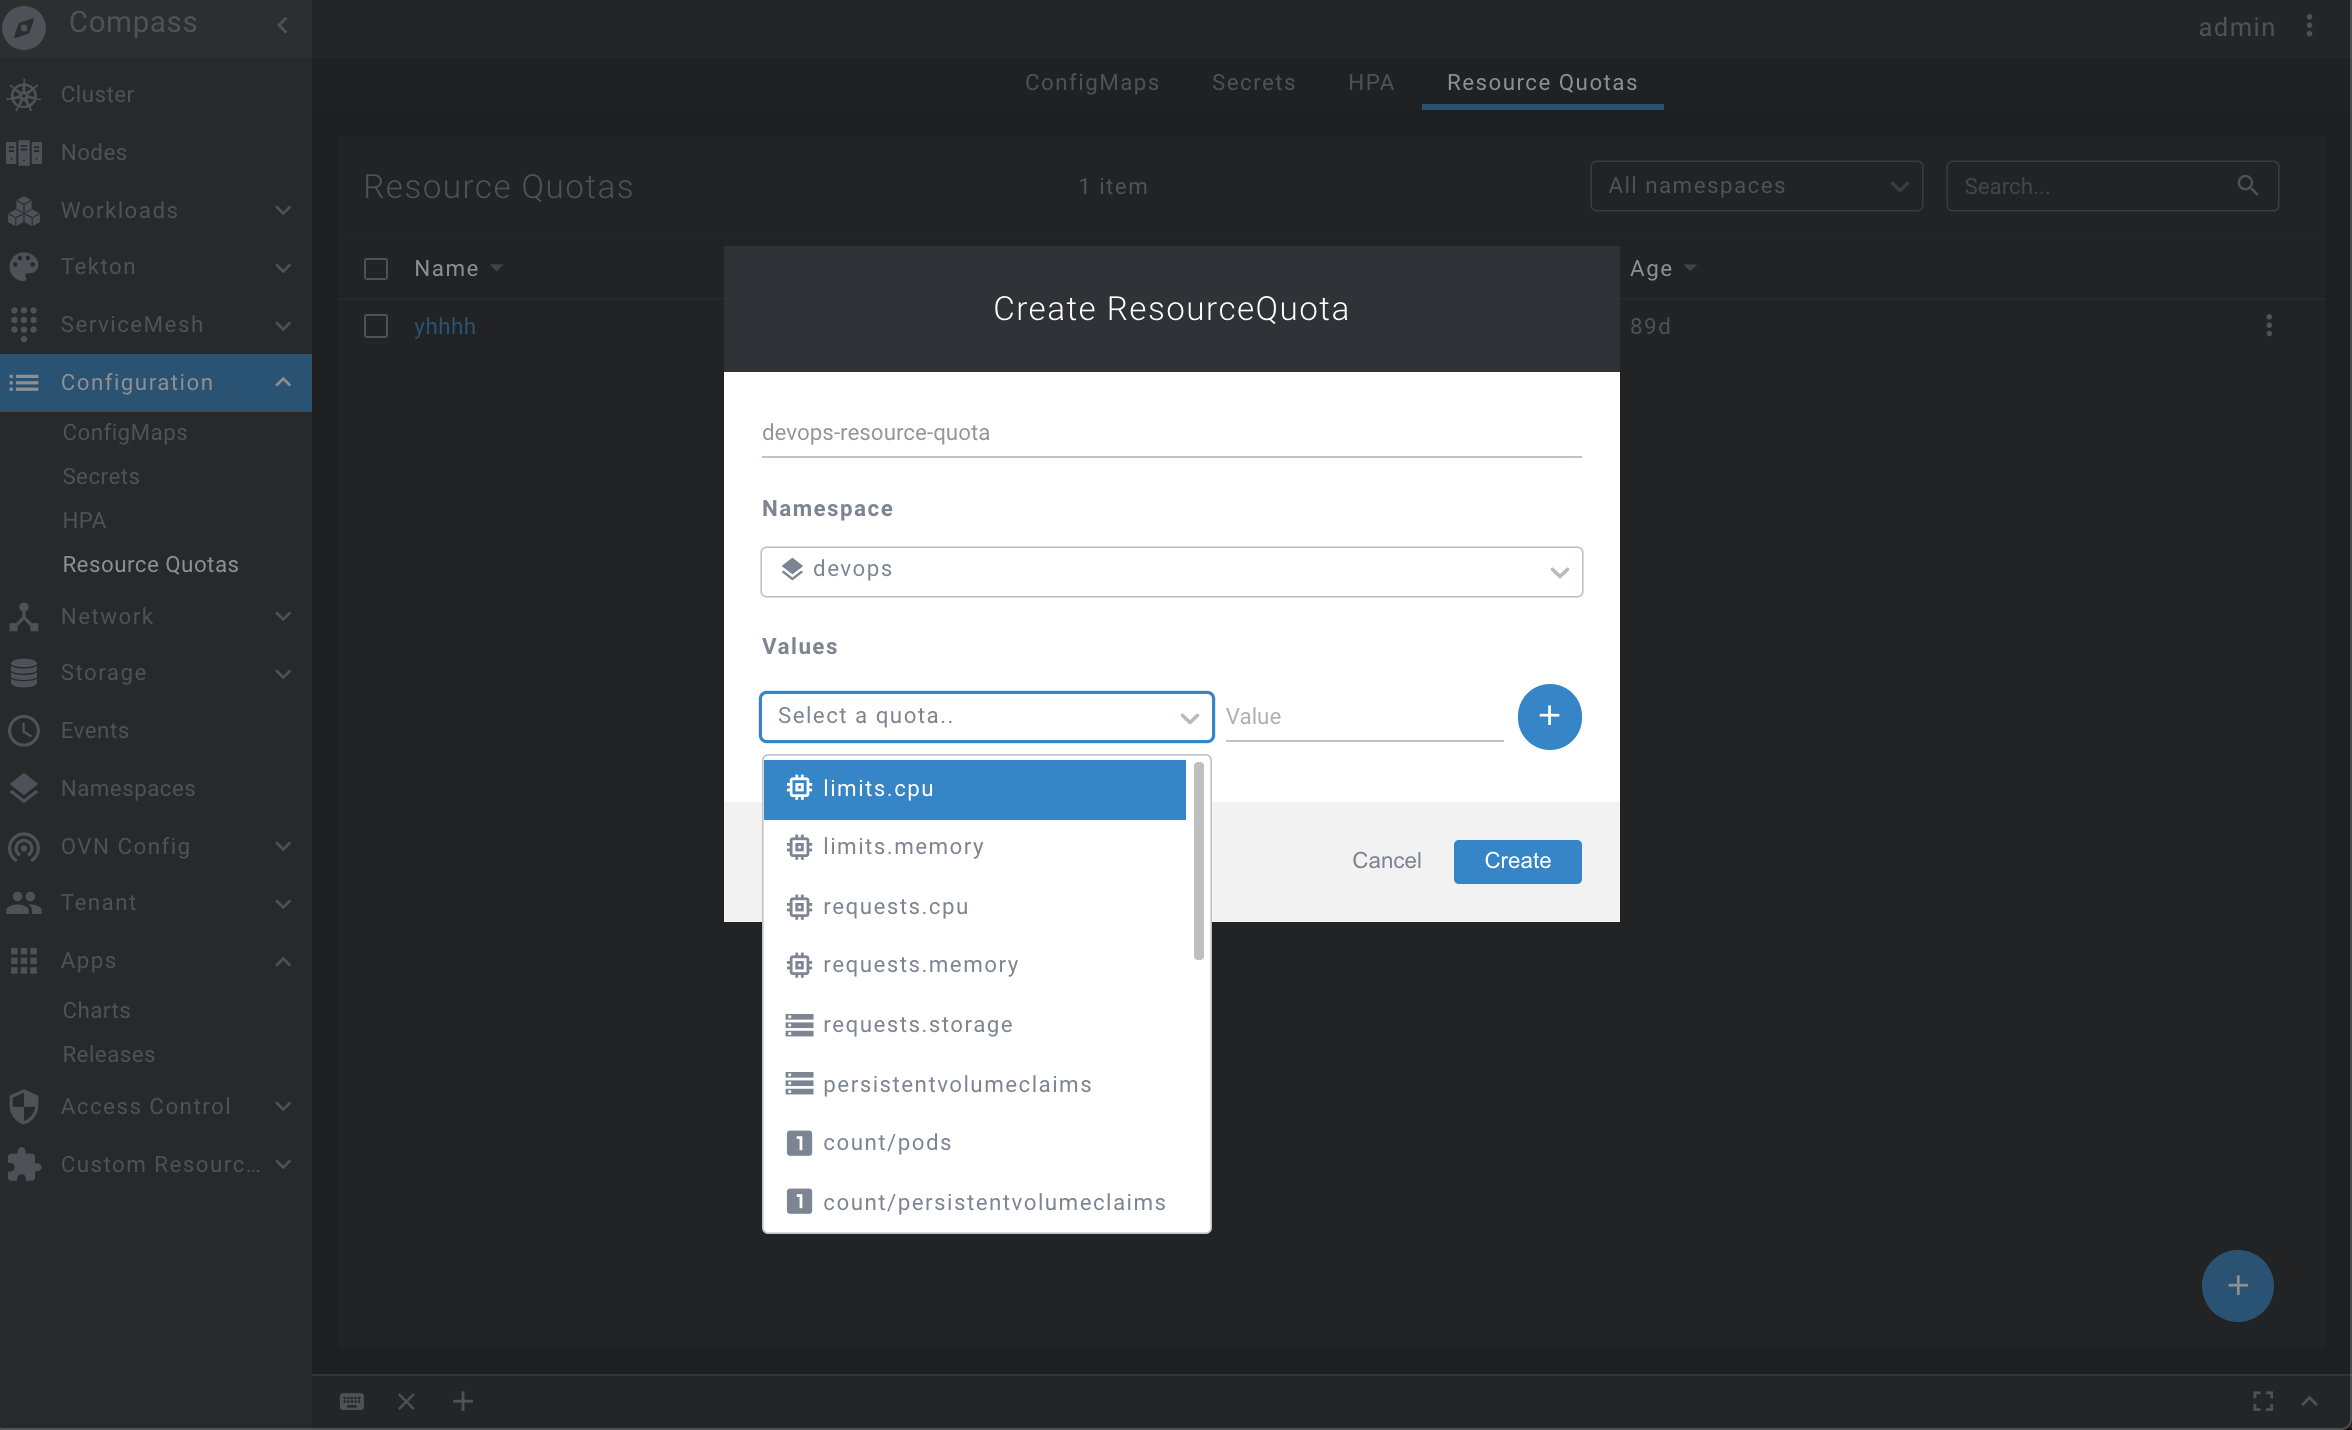 Compass
admin
Cluster
Nodes
Workloads
Tekton
ServiceMesh
Configuration
ConfigMaps
Secrets
HPA
Resource Quotas
Network
Storage
Events
Namespaces
OVN Config
Tenant
Apps
Charts
Releases
Access Control
Custom Resourc...
ConfigMaps Secrets HPA Resource Quotas
Resource Quotas 1 item All namespaces Search...
Name Age
yhhhh 89d
Create ResourceQuota
devops-resource-quota
Namespace
devops
Values
Select a quota.. Value
limits.cpu
limits.memory
requests.cpu
requests.memory
requests.storage
persistentvolumeclaims
1 count/pods
1 count/persistentvolumeclaims
Cancel Create